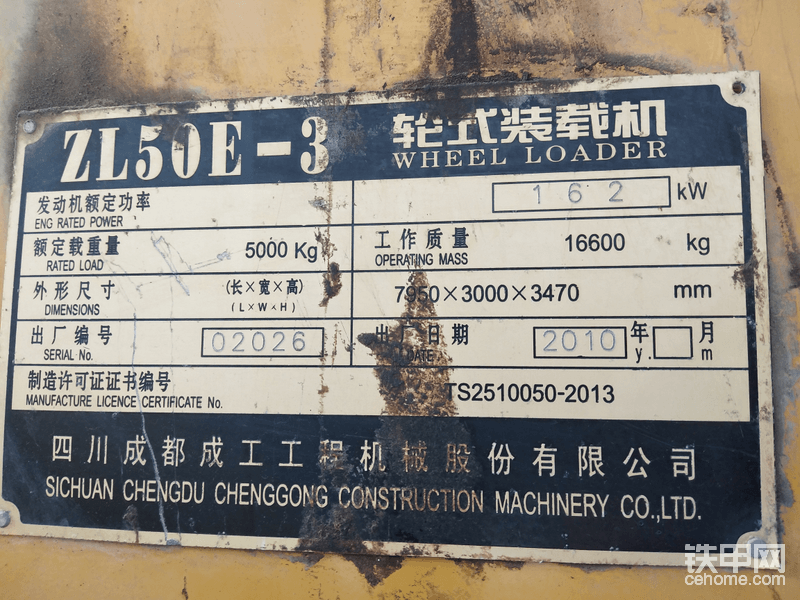 ZL50E-3 轮式装载机
WHEEL LOADER
发动机额定功率 162 kW
ENG RATED POWER
额定载重量 5000 Kg 工作质量 16600 kg
RATED LOAD OPERATING MASS
外形尺寸 (长×宽×高) 7950×3000×3470 mm
DIMENSIONS (L×W×H)
出厂编号 02026 出厂日期 2010 年 月
SERIAL No. DATE y. m
制造许可证证书编号 TS2510050-2013
MANUFACTURE LICENCE CERTIFICATE No.
四川成都成工工程机械股份有限公司
SICHUAN CHENGDU CHENGGONG CONSTRUCTION MACHINERY CO.,LTD.
铁甲网
cehome.com